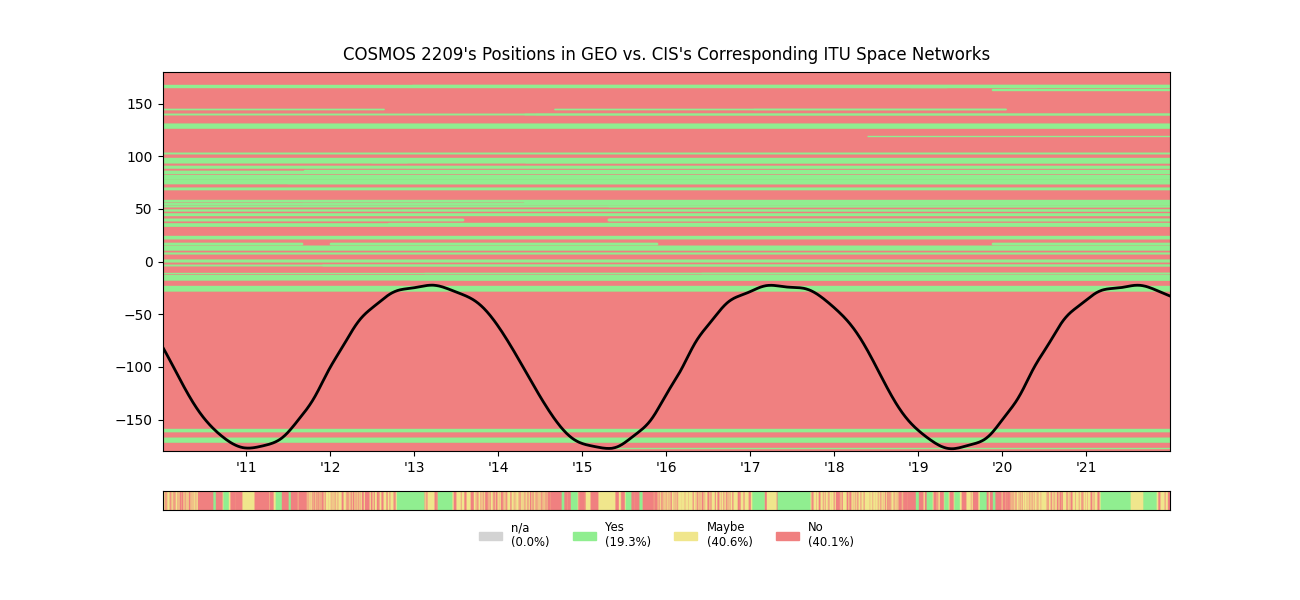 COSMOS 2209's Positions in GEO vs. CIS's Corresponding ITU Space Networks
150
100
50
0
−50
−100
−150
'11 '12 '13 '14 '15 '16 '17 '18 '19 '20 '21
n/a Yes Maybe No
(0.0%) (19.3%) (40.6%) (40.1%)